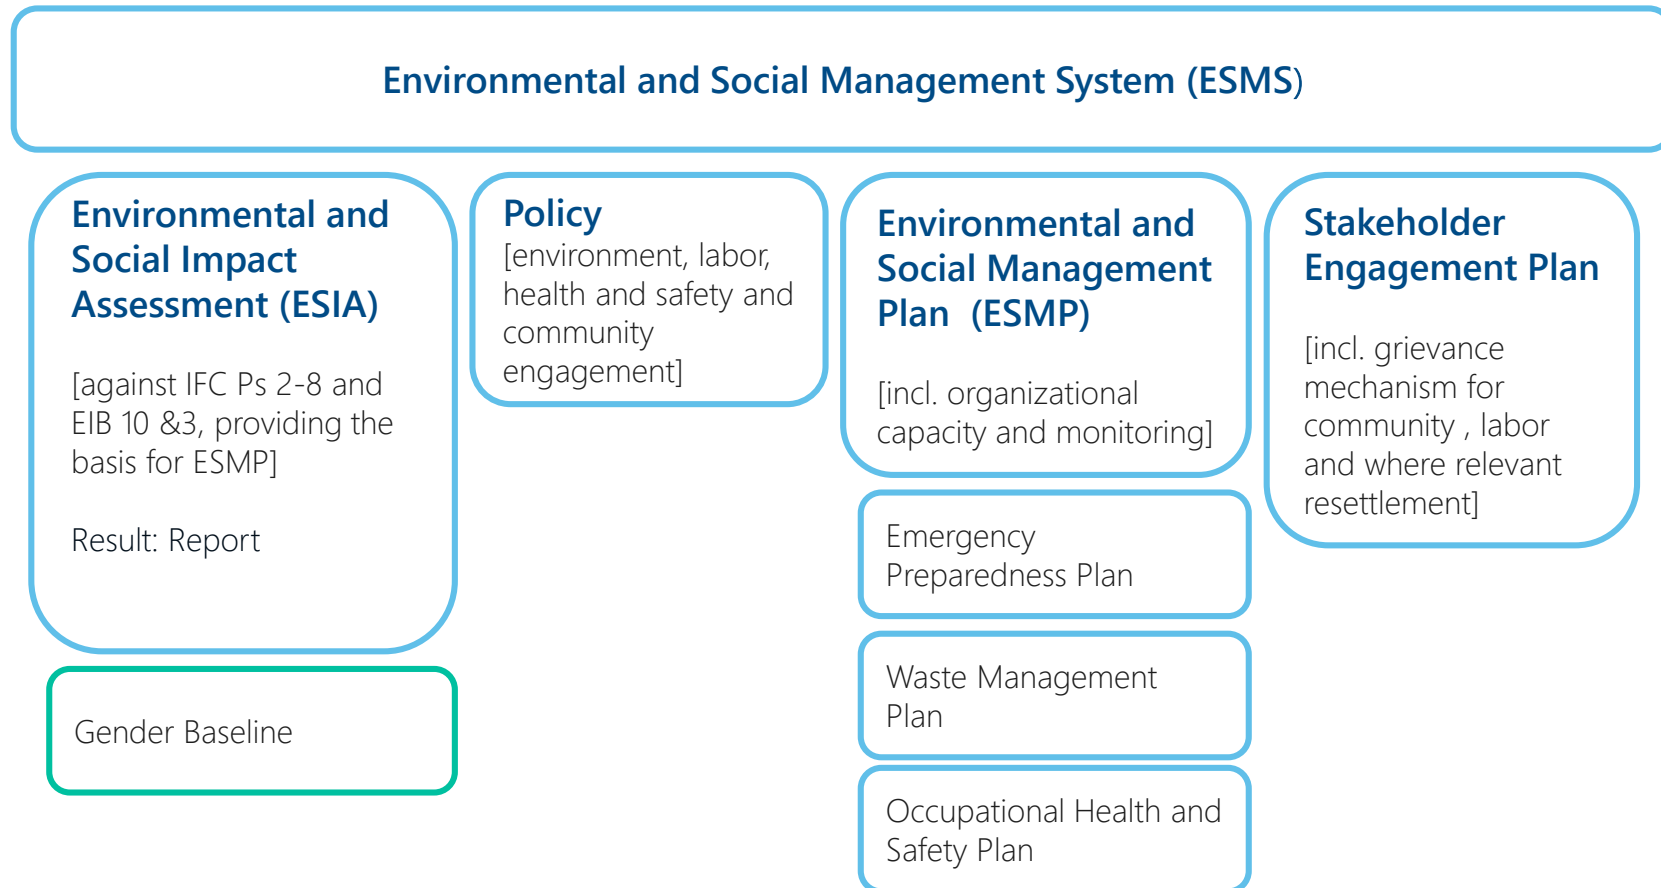 Environmental and Social Management System (ESMS)
Environmental and
Social Impact
Assessment (ESIA)
[against IFC Ps 2-8 and
EIB 10 &3, providing the
basis for ESMP]
Result: Report
Gender Baseline
Policy
[environment, labor,
health and safety and
community
engagement]
Environmental and
Social Management
Plan  (ESMP)
[incl. organizational
capacity and monitoring]
Emergency
Preparedness Plan
Waste Management
Plan
Occupational Health and
Safety Plan
Stakeholder
Engagement Plan
[incl. grievance
mechanism for
community , labor
and where relevant
resettlement]